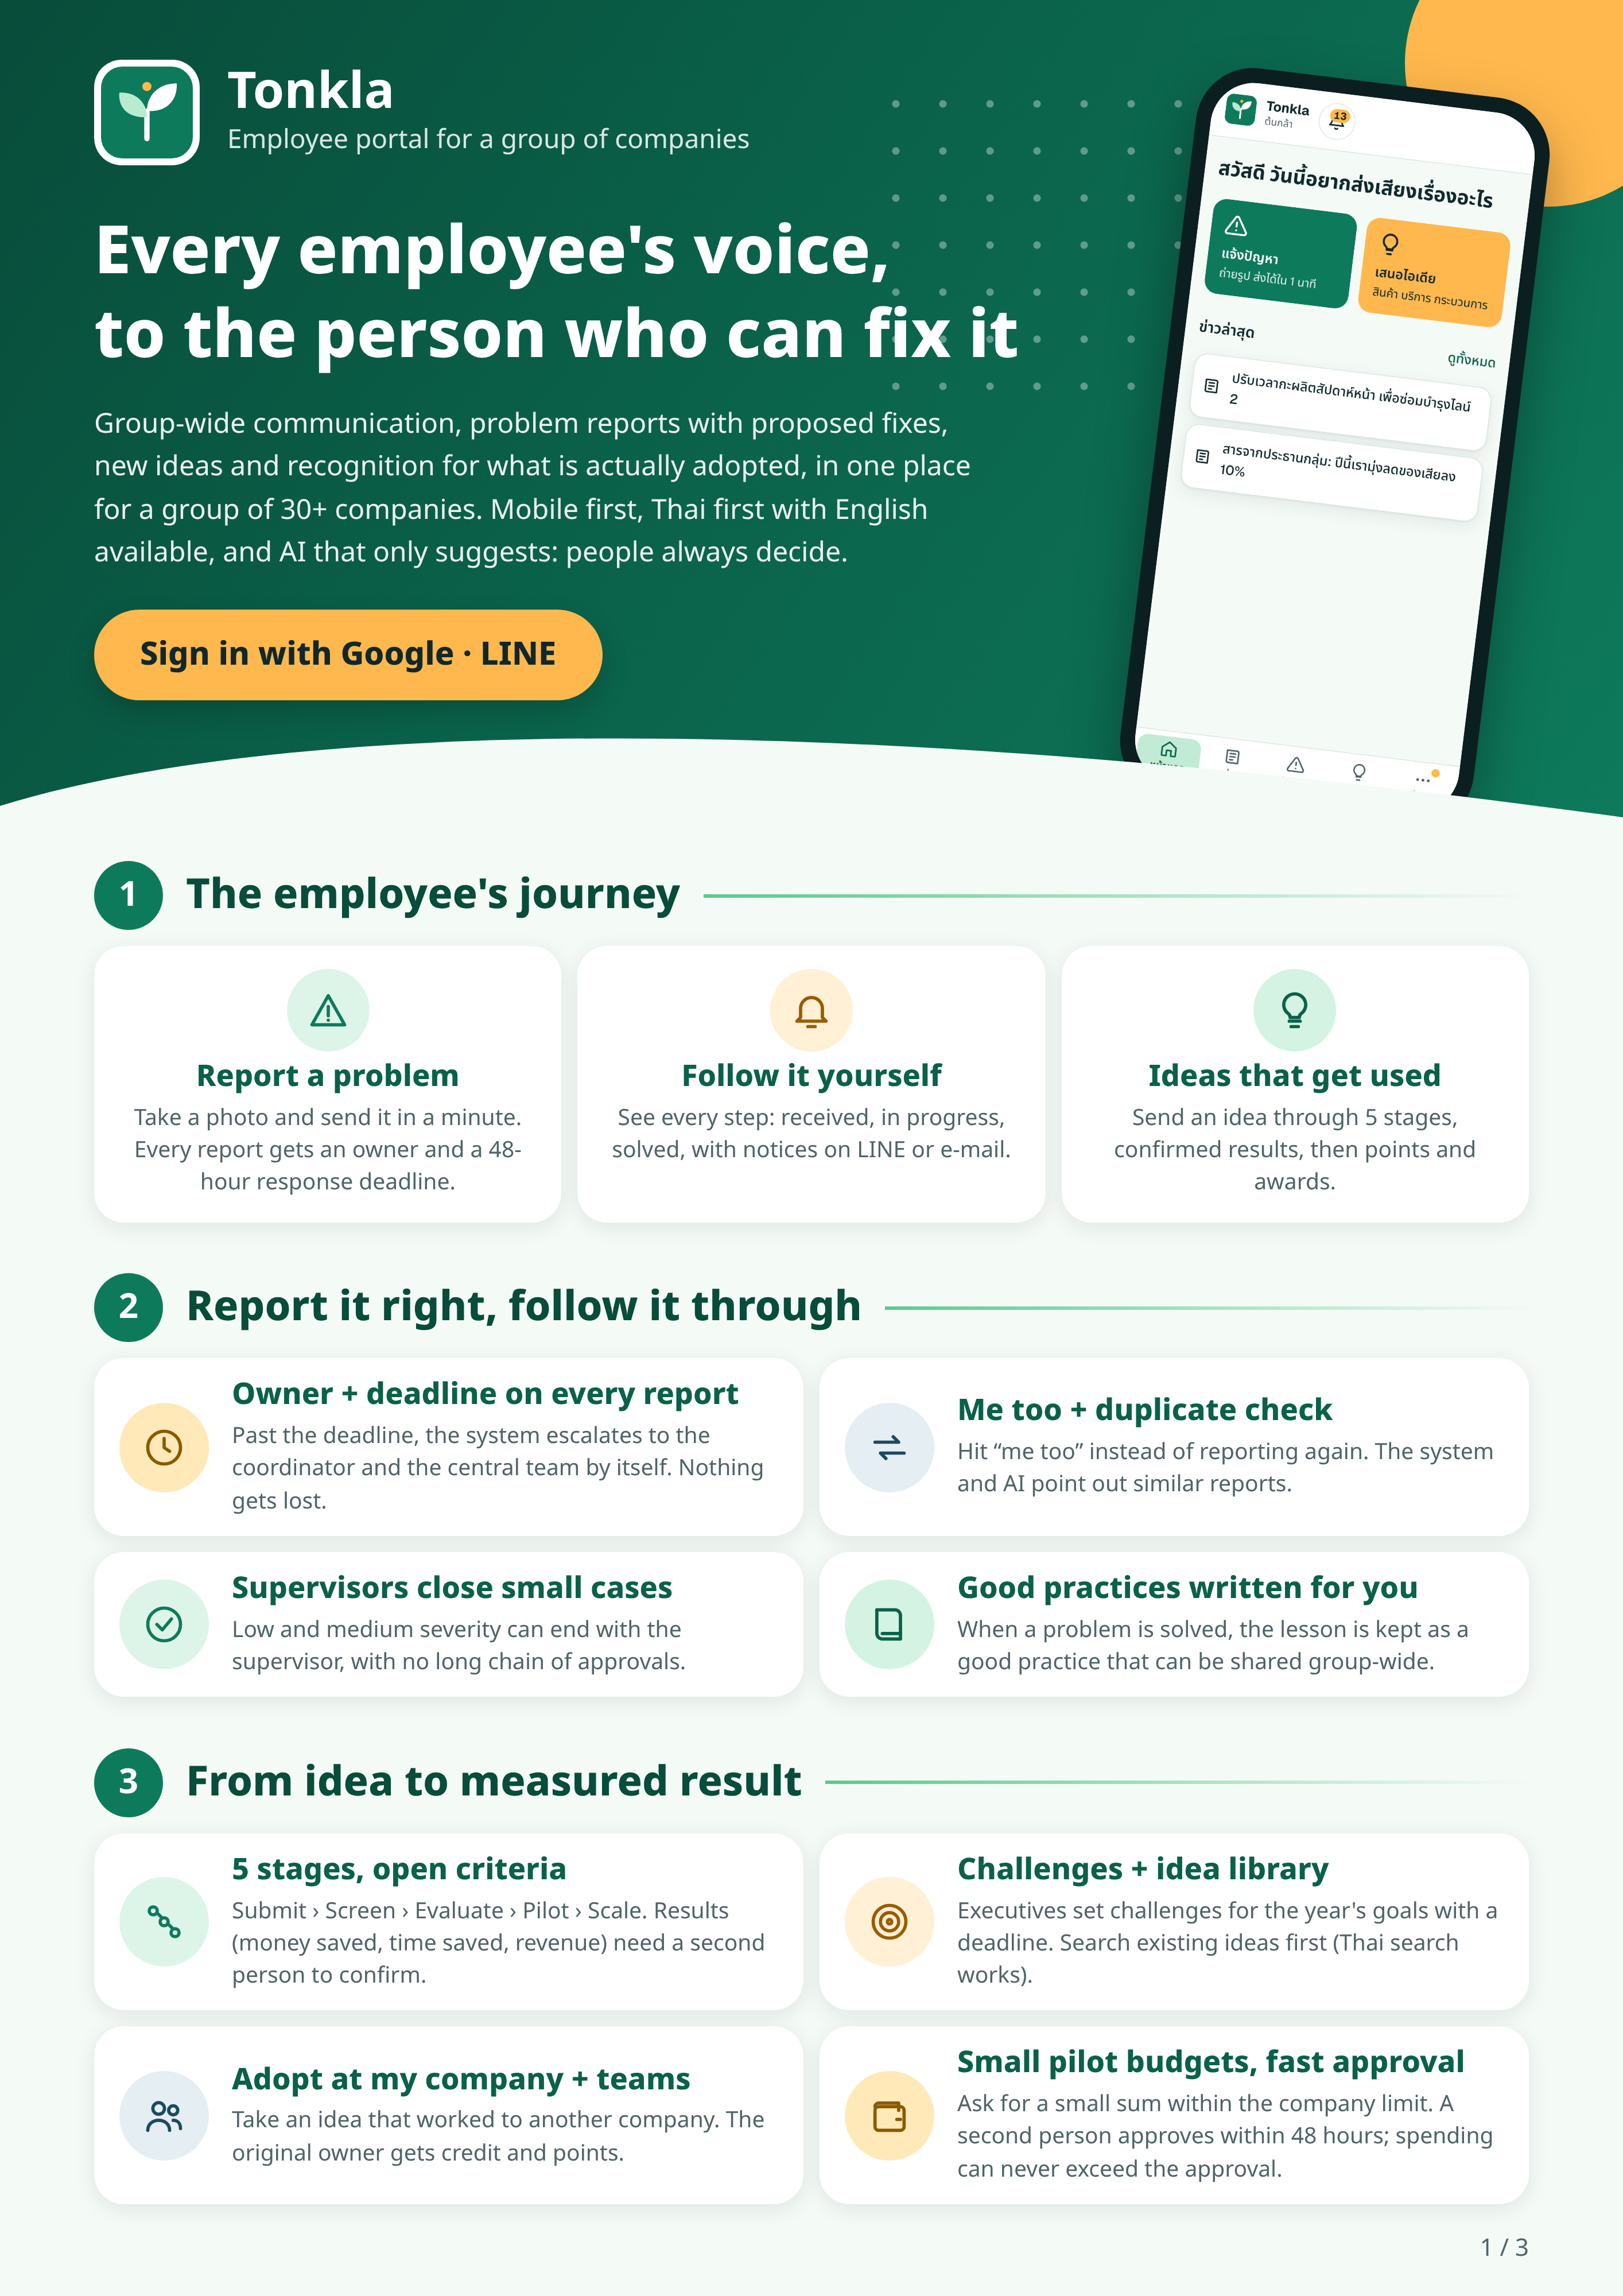 Tonkla
Employee portal for a group of companies
Every employee's voice,
to the person who can fix it
Group-wide communication, problem reports with proposed fixes,
new ideas and recognition for what is actually adopted, in one place
for a group of 30+ companies. Mobile first, Thai first with English
available, and AI that only suggests: people always decide.
Sign in with Google · LINE
Tonkla
ต้นกล้า
13
สวัสดี วันนี้อยากส่งเสียงเรื่องอะไร
แจ้งปัญหา
ถ่ายรูป ส่งได้ใน 1 นาที
เสนอไอเดีย
สินค้า บริการ กระบวนการ
ข่าวล่าสุด
ดูทั้งหมด
ปรับเวลากะผลิตสัปดาห์หน้า เพื่อซ่อมบำรุงไลน์
2
สารจากประธานกลุ่ม: ปีนี้เรามุ่งลดของเสียลง
10%
1
The employee's journey
Report a problem
Take a photo and send it in a minute.
Every report gets an owner and a 48-
hour response deadline.
Follow it yourself
See every step: received, in progress,
solved, with notices on LINE or e-mail.
Ideas that get used
Send an idea through 5 stages,
confirmed results, then points and
awards.
2
Report it right, follow it through
Owner + deadline on every report
Past the deadline, the system escalates to the
coordinator and the central team by itself. Nothing
gets lost.
Me too + duplicate check
Hit “me too” instead of reporting again. The system
and AI point out similar reports.
Supervisors close small cases
Low and medium severity can end with the
supervisor, with no long chain of approvals.
Good practices written for you
When a problem is solved, the lesson is kept as a
good practice that can be shared group-wide.
3
From idea to measured result
5 stages, open criteria
Submit › Screen › Evaluate › Pilot › Scale. Results
(money saved, time saved, revenue) need a second
person to confirm.
Challenges + idea library
Executives set challenges for the year's goals with a
deadline. Search existing ideas first (Thai search
works).
Adopt at my company + teams
Take an idea that worked to another company. The
original owner gets credit and points.
Small pilot budgets, fast approval
Ask for a small sum within the company limit. A
second person approves within 48 hours; spending
can never exceed the approval.
1 / 3